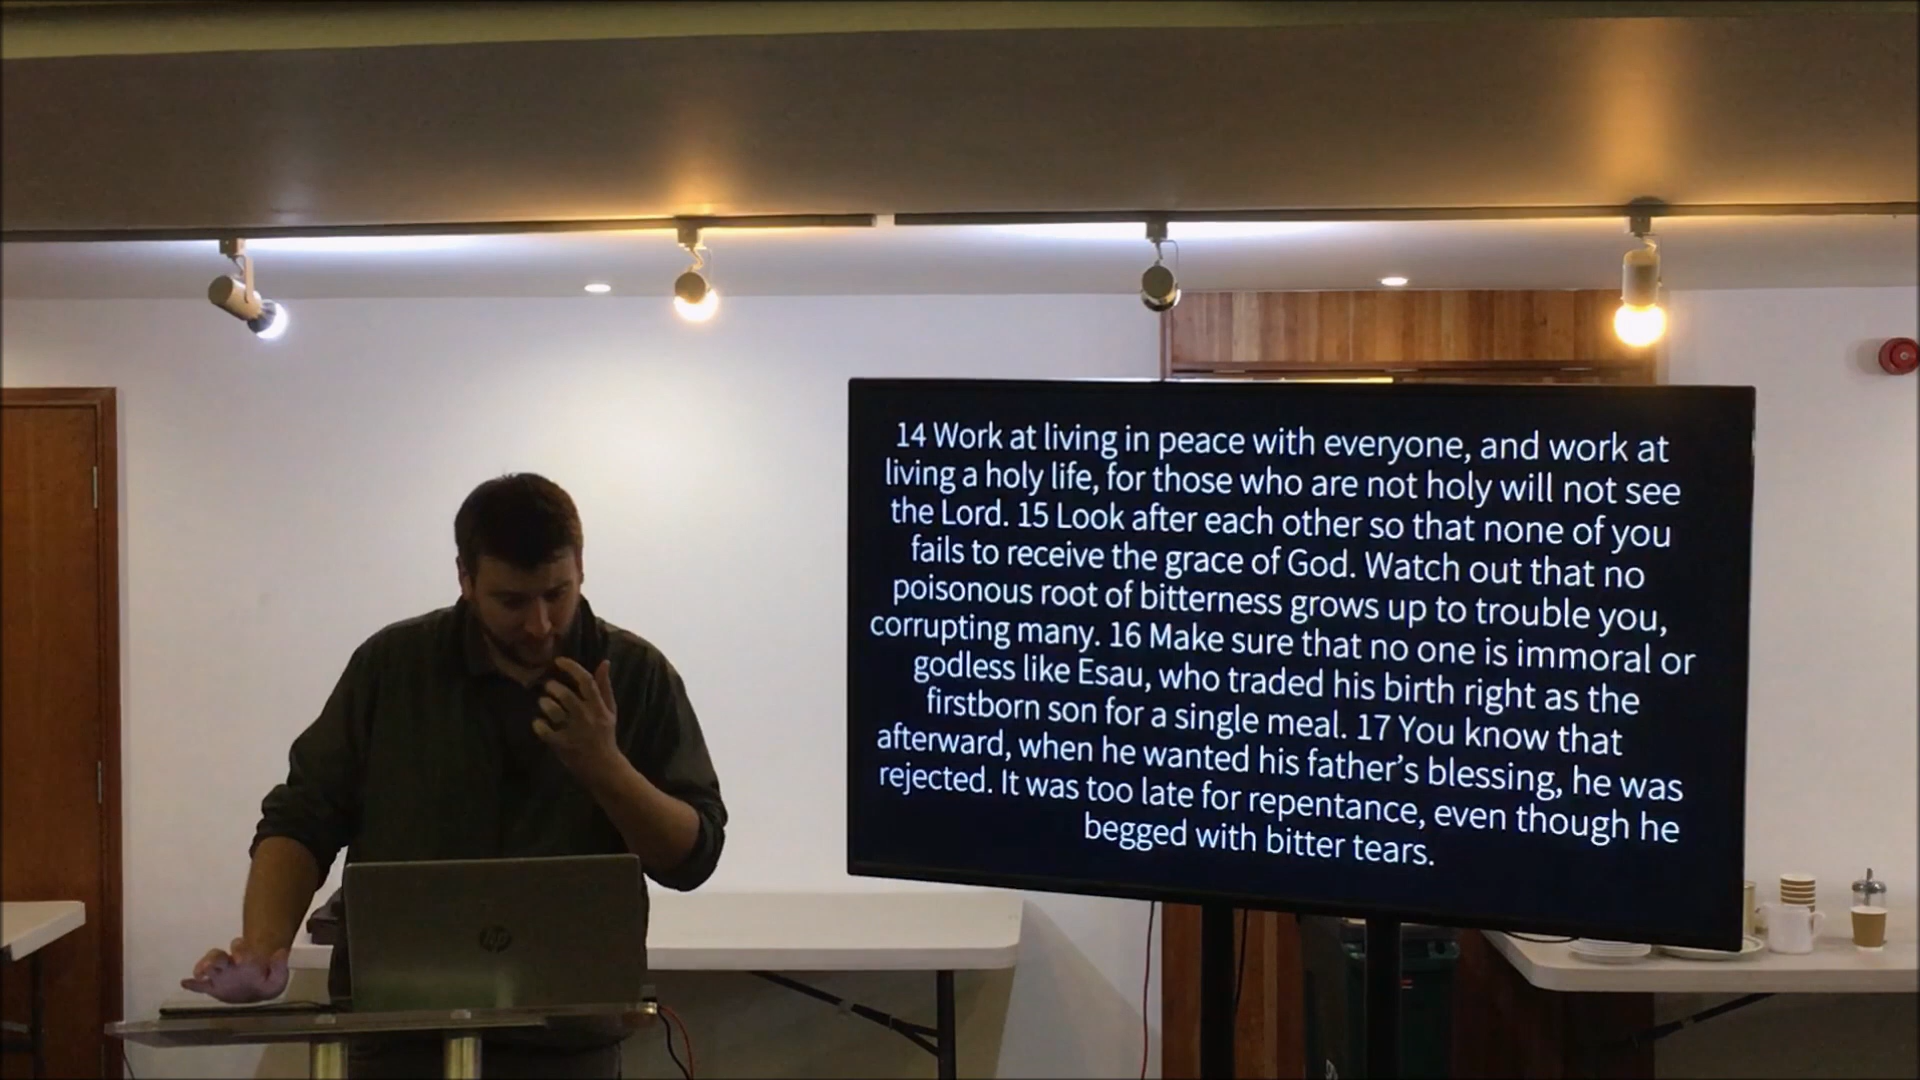 14 Work at living in peace with everyone, and work at
living a holy life, for those who are not holy will not see
the Lord. 15 Look after each other so that none of you
fails to receive the grace of God. Watch out that no
poisonous root of bitterness grows up to trouble you,
corrupting many. 16 Make sure that no one is immoral or
godless like Esau, who traded his birth right as the
firstborn son for a single meal. 17 You know that
afterward, when he wanted his father’s blessing, he was
rejected. It was too late for repentance, even though he
begged with bitter tears.
hp